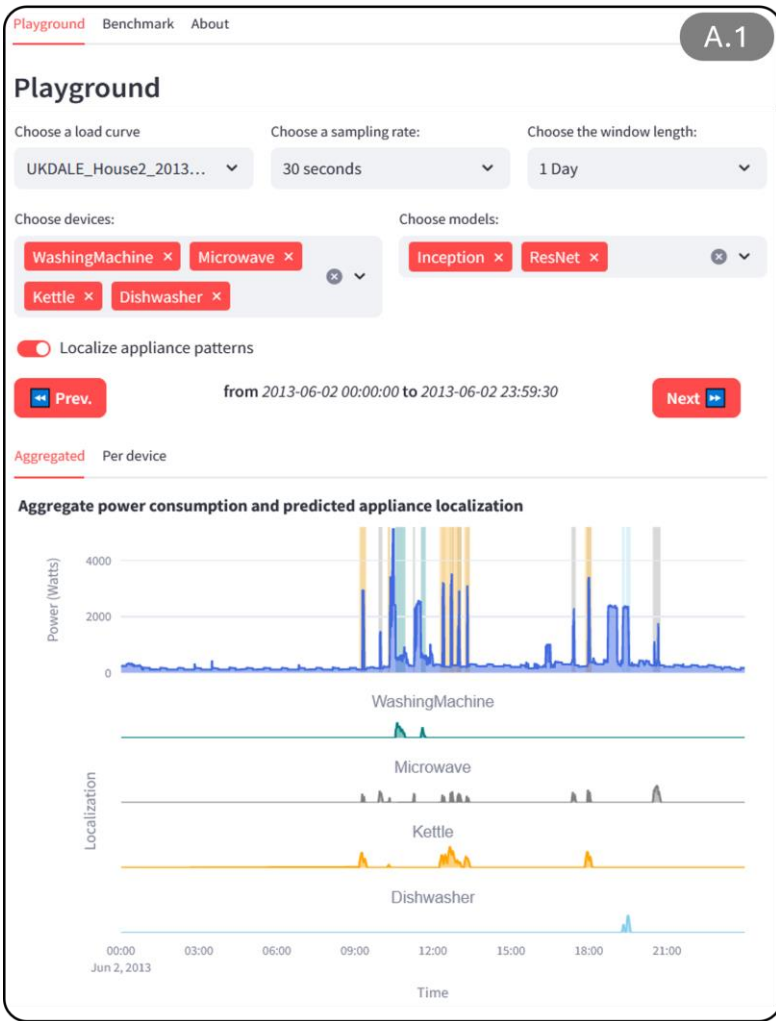 Playground Benchmark About
A.1
Playground
Choose a load curve Choose a sampling rate: Choose the window length:
UKDALE_House2_2013... 30 seconds 1 Day
Choose devices: Choose models:
WashingMachine × Microwave × Inception × ResNet ×
Kettle × Dishwasher ×
Localize appliance patterns
Prev. from 2013-06-02 00:00:00 to 2013-06-02 23:59:30 Next
Aggregated Per device
Aggregate power consumption and predicted appliance localization
Power (Watts)
4000
2000
0
WashingMachine
Microwave
Localization
Kettle
Dishwasher
00:00 03:00 06:00 09:00 12:00 15:00 18:00 21:00
Jun 2, 2013
Time